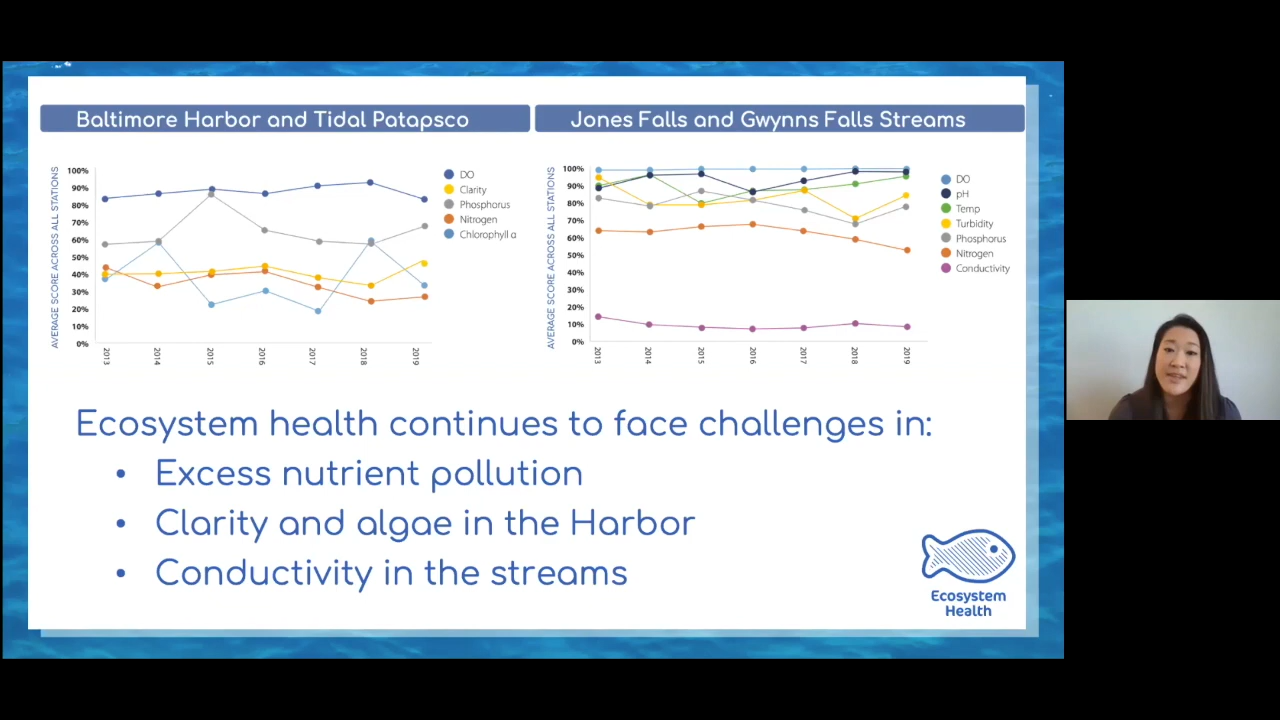 Baltimore Harbor and Tidal Patapsco
AVERAGE SCORE ACROSS ALL STATIONS
100%
90%
80%
70%
60%
50%
40%
30%
20%
10%
0%
2013
2014
2015
2016
2017
2018
2019
DO
Clarity
Phosphorus
Nitrogen
Chlorophyll a
Jones Falls and Gwynns Falls Streams
AVERAGE SCORE ACROSS ALL STATIONS
100%
90%
80%
70%
60%
50%
40%
30%
20%
10%
0%
2013
2014
2015
2016
2017
2018
2019
DO
pH
Temp
Turbidity
Phosphorus
Nitrogen
Conductivity
Ecosystem health continues to face challenges in:
• Excess nutrient pollution
• Clarity and algae in the Harbor
• Conductivity in the streams
Ecosystem
Health